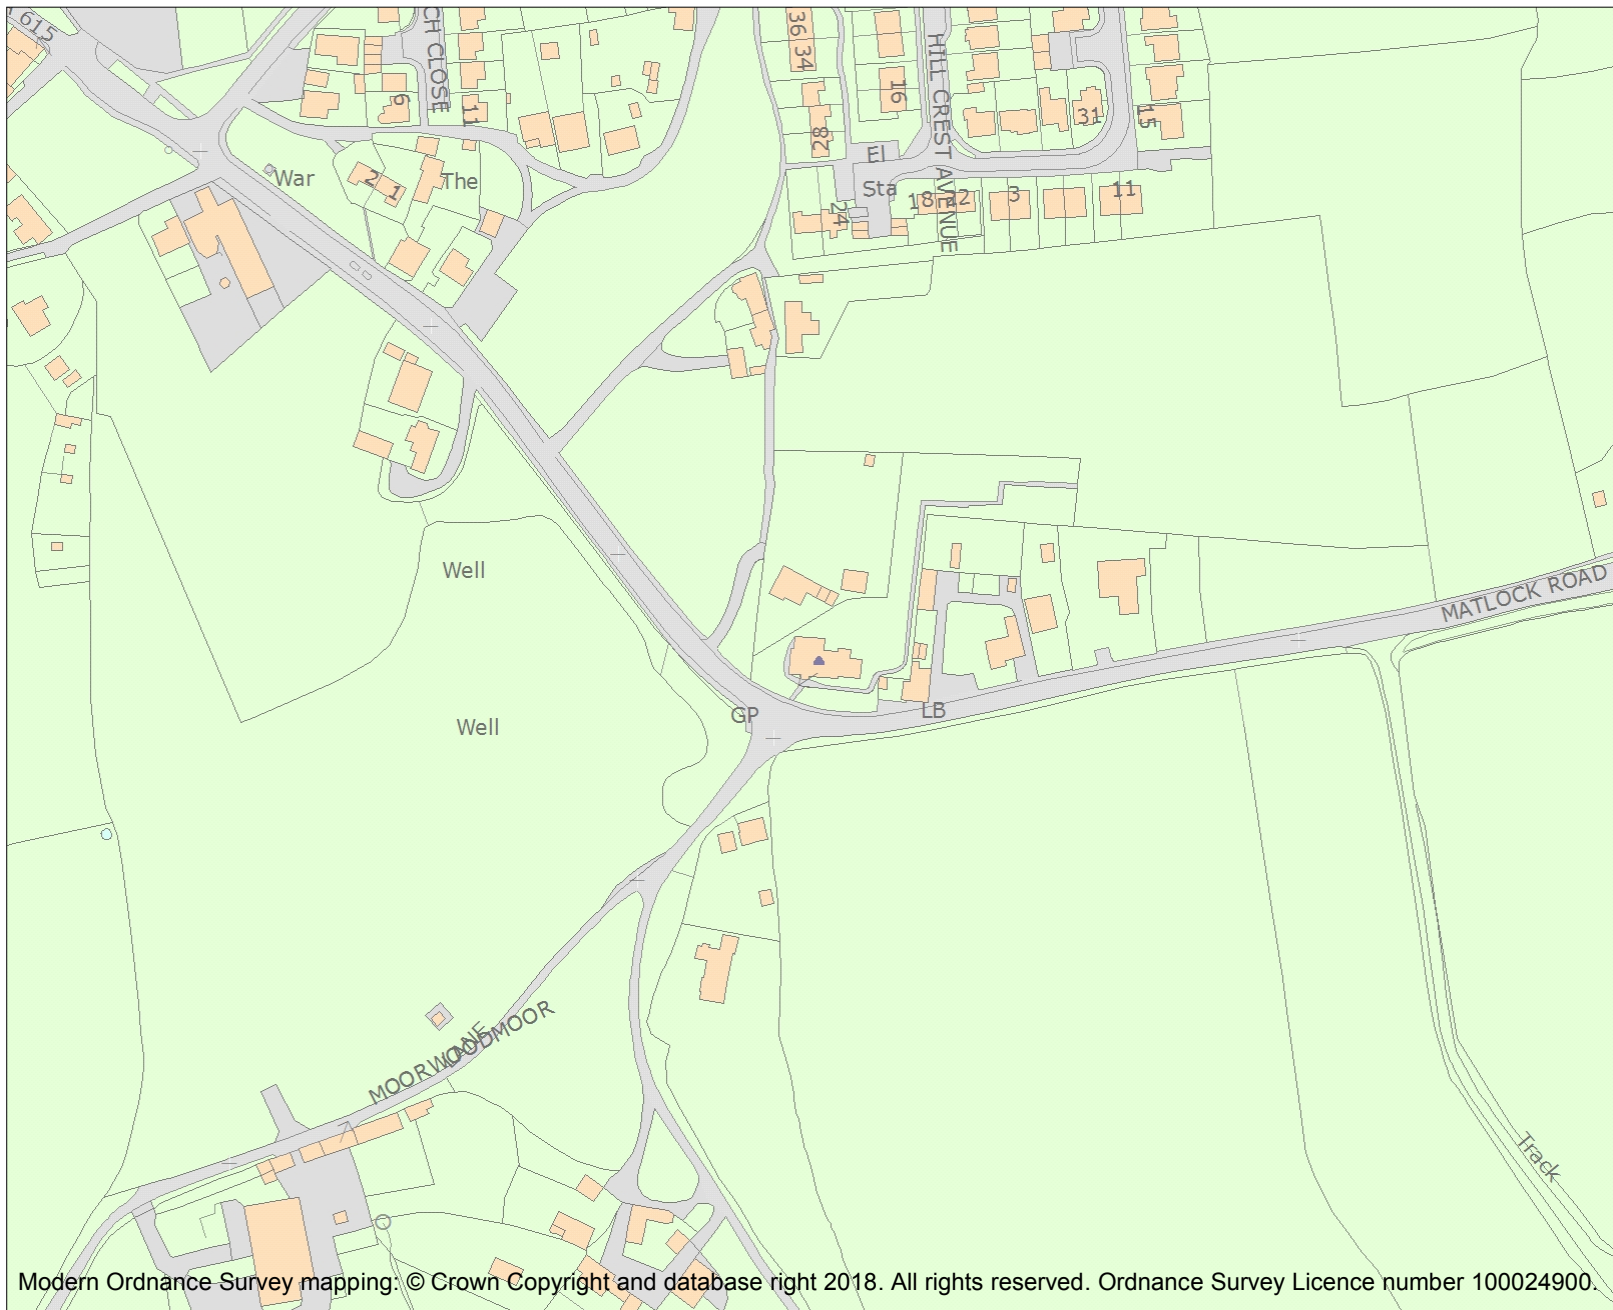 615
CH CLOSE
6
11
36 34
28
16
HILL CREST AVENUE
31
15
El
Sta
24
18
12
3
11
War
2
1
The
Well
Well
GP
LB
MATLOCK ROAD
MOORWOOD
MOOR
LANE
Track
Modern Ordnance Survey mapping: © Crown Copyright and database right 2018. All rights reserved. Ordnance Survey Licence number 100024900.